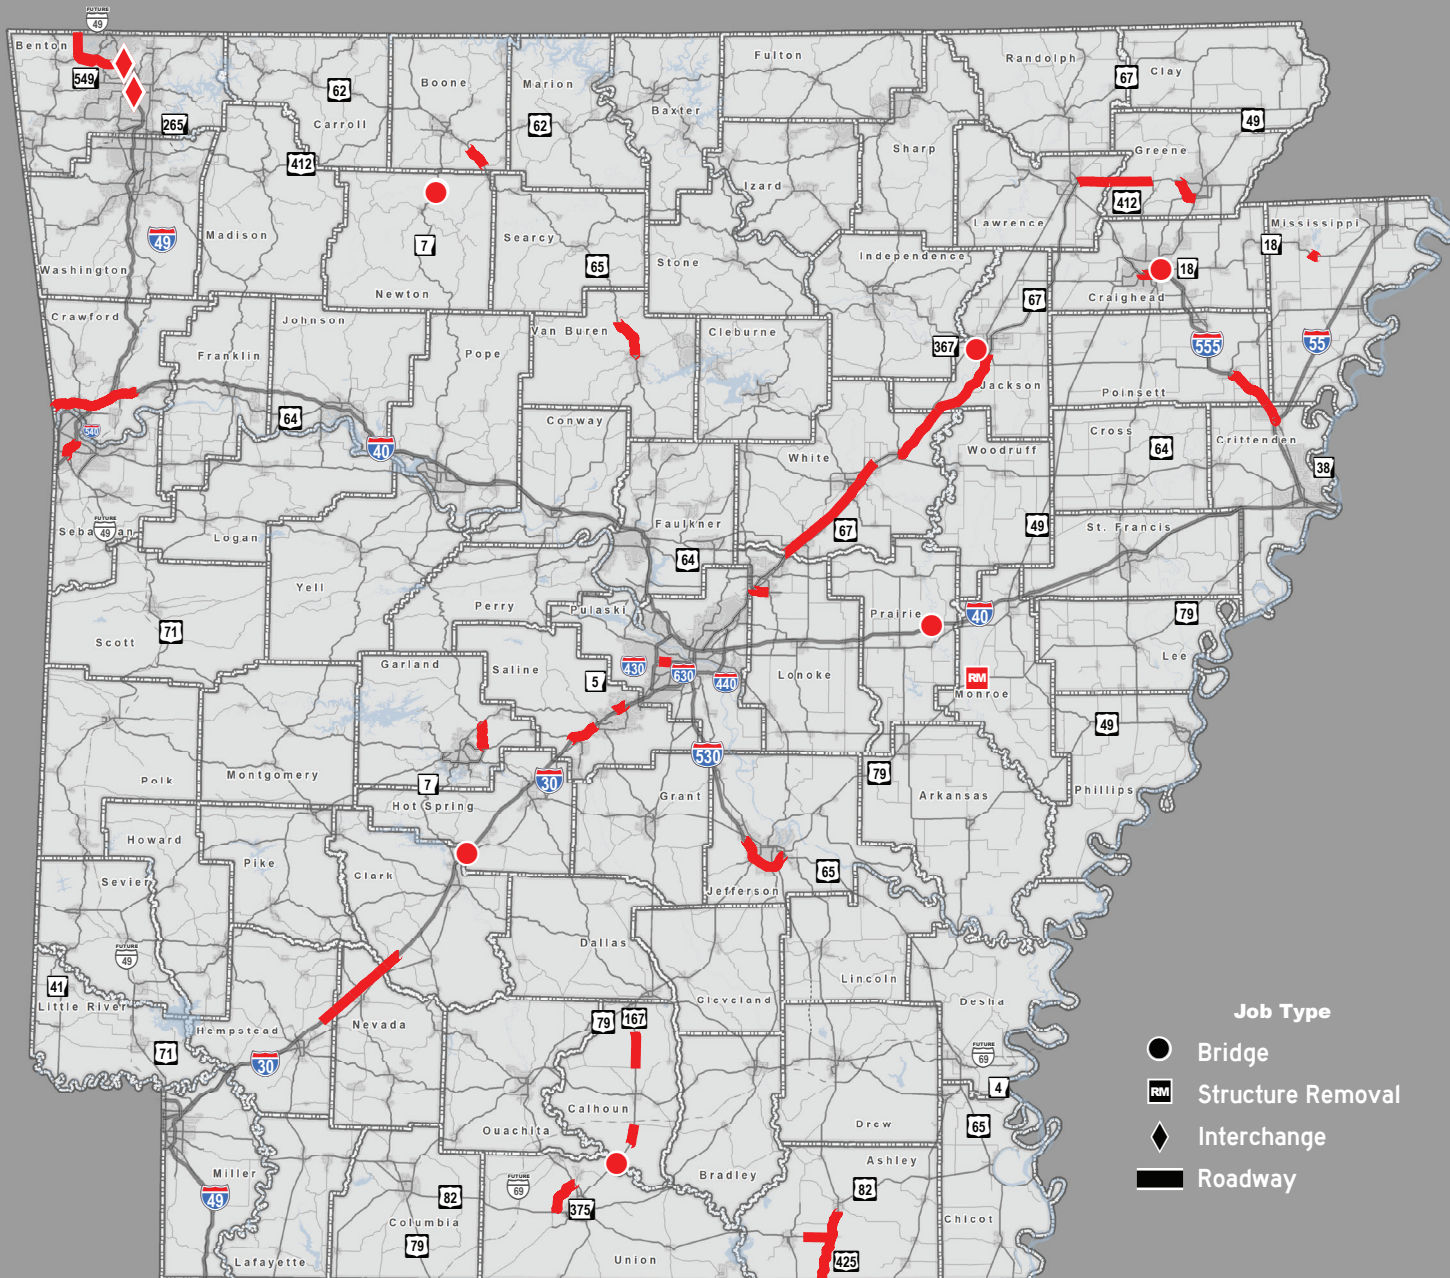 FUTURE
49
Benton
549
265
62
Carroll
412
Boone
Marion
62
Baxter
Fulton
Randolph
67
Clay
49
Sharp
Greene
412
Izard
Lawrence
49
Madison
Washington
7
Newton
Searcy
65
Stone
Independence
67
18
Craighead
18
Mississippi
Crawford
Franklin
Johnson
Pope
Van Buren
Cleburne
367
Jackson
555
55
Poinsett
540
64
40
Conway
White
Woodruff
Cross
64
Crittenden
38
FUTURE
49
Sebastian
Logan
Faulkner
64
67
49
St. Francis
Yell
Perry
Pulaski
Prairie
40
79
Scott
71
Garland
Saline
5
430
630
440
Lonoke
RM
Monroe
Lee
49
Polk
Montgomery
7
Hot Spring
30
530
Grant
79
Arkansas
Phillips
Howard
Pike
Sevier
Clark
Jefferson
65
FUTURE
49
41
Little River
Dallas
Lincoln
Cleveland
Desha
Hempstead
Nevada
79
167
71
30
FUTURE
69
4
Calhoun
Ouachita
Drew
65
Miller
49
FUTURE
69
82
375
Bradley
Ashley
82
Columbia
79
Chicot
Lafayette
Union
425
Job Type
Bridge
RM
Structure Removal
Interchange
Roadway